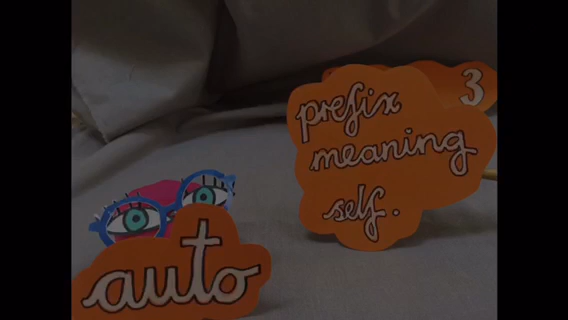 3
prefix
meaning
self.
auto